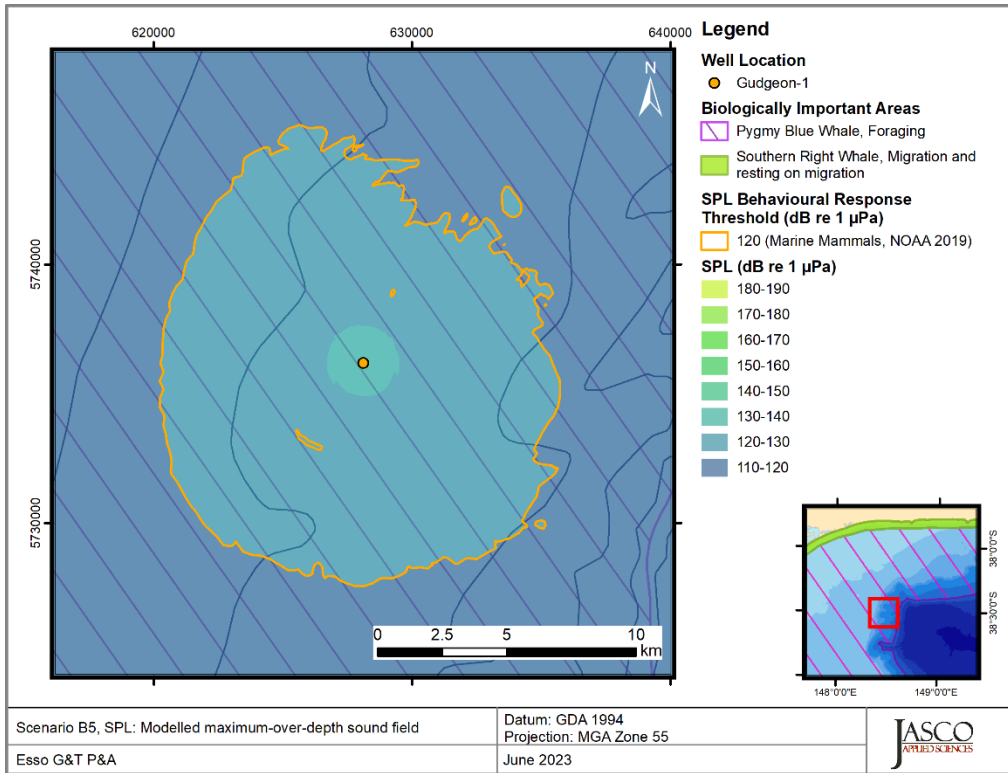 620000 630000 640000
5740000
5730000
N
0 2.5 5 10
km
Legend
Well Location
Gudgeon-1
Biologically Important Areas
Pygmy Blue Whale, Foraging
Southern Right Whale, Migration and
resting on migration
SPL Behavioural Response
Threshold (dB re 1 µPa)
120 (Marine Mammals, NOAA 2019)
SPL (dB re 1 µPa)
180-190
170-180
160-170
150-160
140-150
130-140
120-130
110-120
38°0'0"S
38°30'0"S
148°0'0"E 149°0'0"E
Scenario B5, SPL: Modelled maximum-over-depth sound field
Esso G&T P&A
Datum: GDA 1994
Projection: MGA Zone 55
June 2023
JASCO
APPLIED SCIENCES